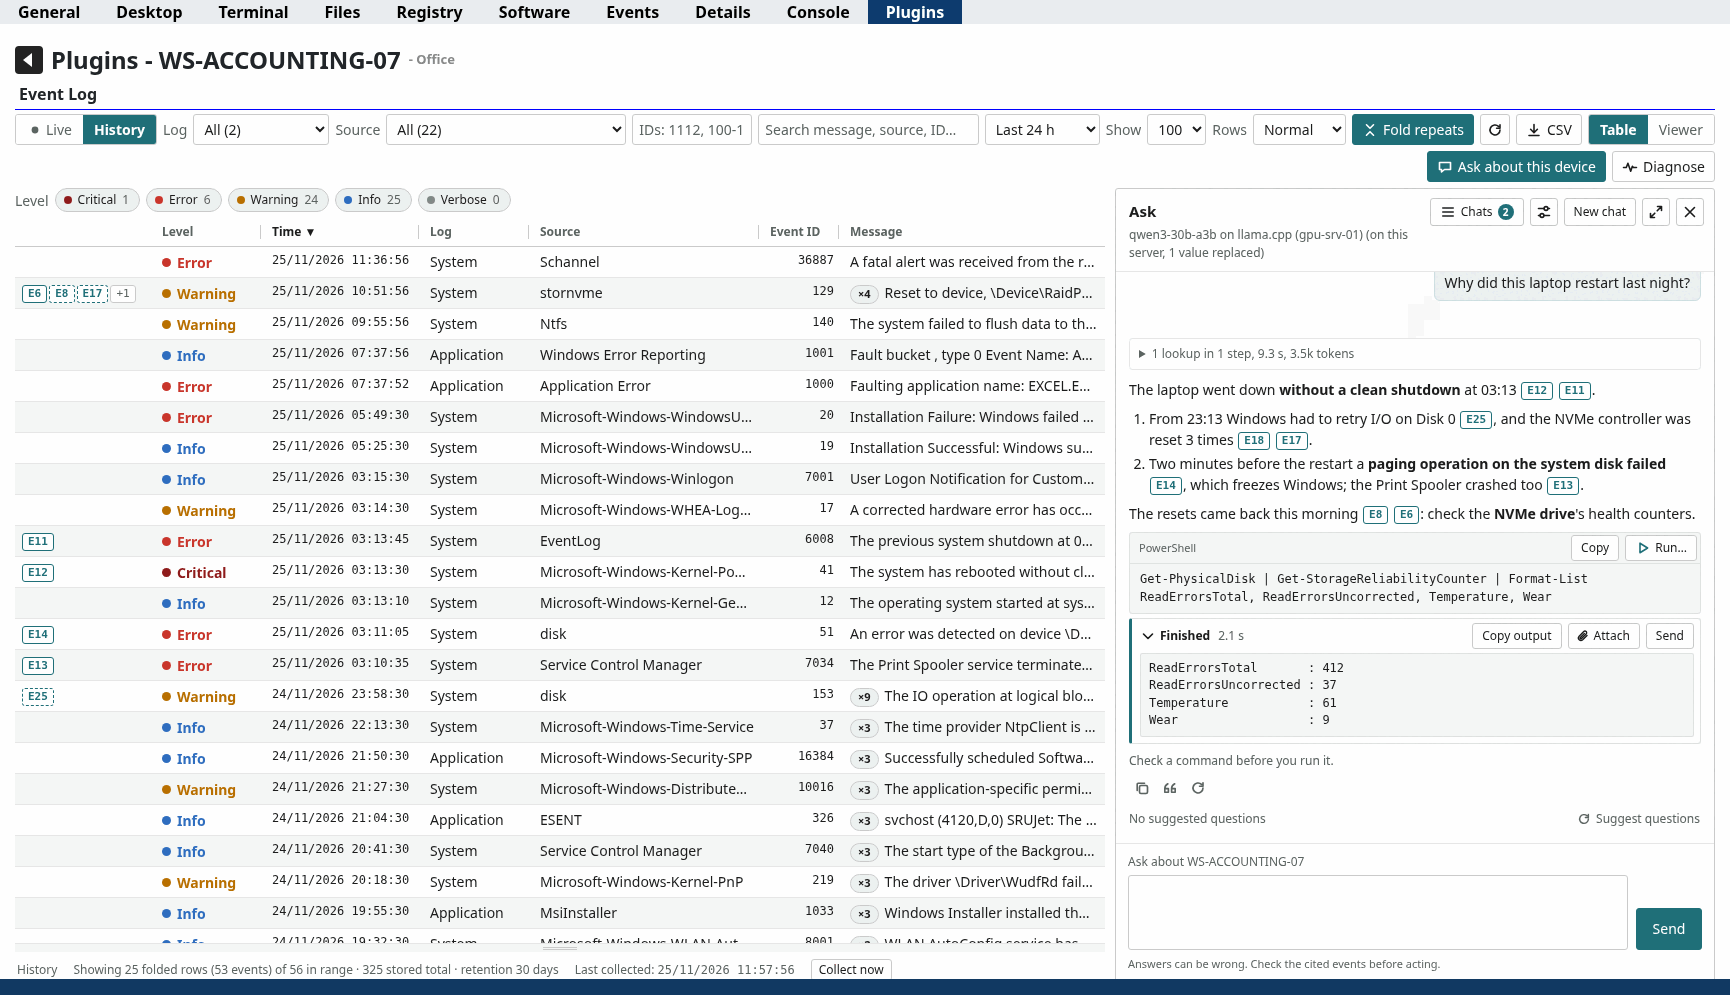 General Desktop Terminal Files Registry Software Events Details Console Plugins
Plugins - WS-ACCOUNTING-07 - Office
Event Log
Live History Log All (2) Source All (22) IDs: 1112, 100-1 Search message, source, ID... Last 24 h Show 100 Rows Normal Fold repeats CSV Table Viewer
Ask about this device Diagnose
Level Critical 1 Error 6 Warning 24 Info 25 Verbose 0
Level Time ▼ Log Source Event ID Message
Error 25/11/2026 11:36:56 System Schannel 36887 A fatal alert was received from the r...
E6 E8 E17 +1 Warning 25/11/2026 10:51:56 System stornvme 129 ×4 Reset to device, \Device\RaidP...
Warning 25/11/2026 09:55:56 System Ntfs 140 The system failed to flush data to th...
Info 25/11/2026 07:37:56 Application Windows Error Reporting 1001 Fault bucket , type 0 Event Name: A...
Error 25/11/2026 07:37:52 Application Application Error 1000 Faulting application name: EXCEL.E...
Error 25/11/2026 05:49:30 System Microsoft-Windows-WindowsU... 20 Installation Failure: Windows failed ...
Info 25/11/2026 05:25:30 System Microsoft-Windows-WindowsU... 19 Installation Successful: Windows su...
Info 25/11/2026 03:15:30 System Microsoft-Windows-Winlogon 7001 User Logon Notification for Custom...
Warning 25/11/2026 03:14:30 System Microsoft-Windows-WHEA-Log... 17 A corrected hardware error has occ...
E11 Error 25/11/2026 03:13:45 System EventLog 6008 The previous system shutdown at 0...
E12 Critical 25/11/2026 03:13:30 System Microsoft-Windows-Kernel-Po... 41 The system has rebooted without cl...
Info 25/11/2026 03:13:10 System Microsoft-Windows-Kernel-Ge... 12 The operating system started at sys...
E14 Error 25/11/2026 03:11:05 System disk 51 An error was detected on device \D...
E13 Error 25/11/2026 03:10:35 System Service Control Manager 7034 The Print Spooler service terminate...
E25 Warning 24/11/2026 23:58:30 System disk 153 ×9 The IO operation at logical blo...
Info 24/11/2026 22:13:30 System Microsoft-Windows-Time-Service 37 ×3 The time provider NtpClient is ...
Info 24/11/2026 21:50:30 Application Microsoft-Windows-Security-SPP 16384 ×3 Successfully scheduled Softwa...
Warning 24/11/2026 21:27:30 System Microsoft-Windows-Distribute... 10016 ×3 The application-specific permi...
Info 24/11/2026 21:04:30 Application ESENT 326 ×3 svchost (4120,D,0) SRUJet: The ...
Info 24/11/2026 20:41:30 System Service Control Manager 7040 ×3 The start type of the Backgrou...
Warning 24/11/2026 20:18:30 System Microsoft-Windows-Kernel-PnP 219 ×3 The driver \Driver\WudfRd fail...
Info 24/11/2026 19:55:30 Application MsiInstaller 1033 ×3 Windows Installer installed th...
Info 24/11/2026 19:32:30 System Microsoft-Windows-WLAN-Aut... 8001 WLAN AutoConfig service has...
History Showing 25 folded rows (53 events) of 56 in range · 325 stored total · retention 30 days Last collected: 25/11/2026 11:57:56 Collect now
Ask Chats 2 New chat
qwen3-30b-a3b on llama.cpp (gpu-srv-01) (on this
server, 1 value replaced)
Why did this laptop restart last night?
1 lookup in 1 step, 9.3 s, 3.5k tokens
The laptop went down without a clean shutdown at 03:13 E12 E11.
1. From 23:13 Windows had to retry I/O on Disk 0 E25, and the NVMe controller was
reset 3 times E18 E17.
2. Two minutes before the restart a paging operation on the system disk failed
E14, which freezes Windows; the Print Spooler crashed too E13.
The resets came back this morning E8 E6: check the NVMe drive's health counters.
PowerShell Copy Run...
Get-PhysicalDisk | Get-StorageReliabilityCounter | Format-List
ReadErrorsTotal, ReadErrorsUncorrected, Temperature, Wear
Finished 2.1 s Copy output Attach Send
ReadErrorsTotal : 412
ReadErrorsUncorrected : 37
Temperature : 61
Wear : 9
Check a command before you run it.
No suggested questions Suggest questions
Ask about WS-ACCOUNTING-07
Send
Answers can be wrong. Check the cited events before acting.